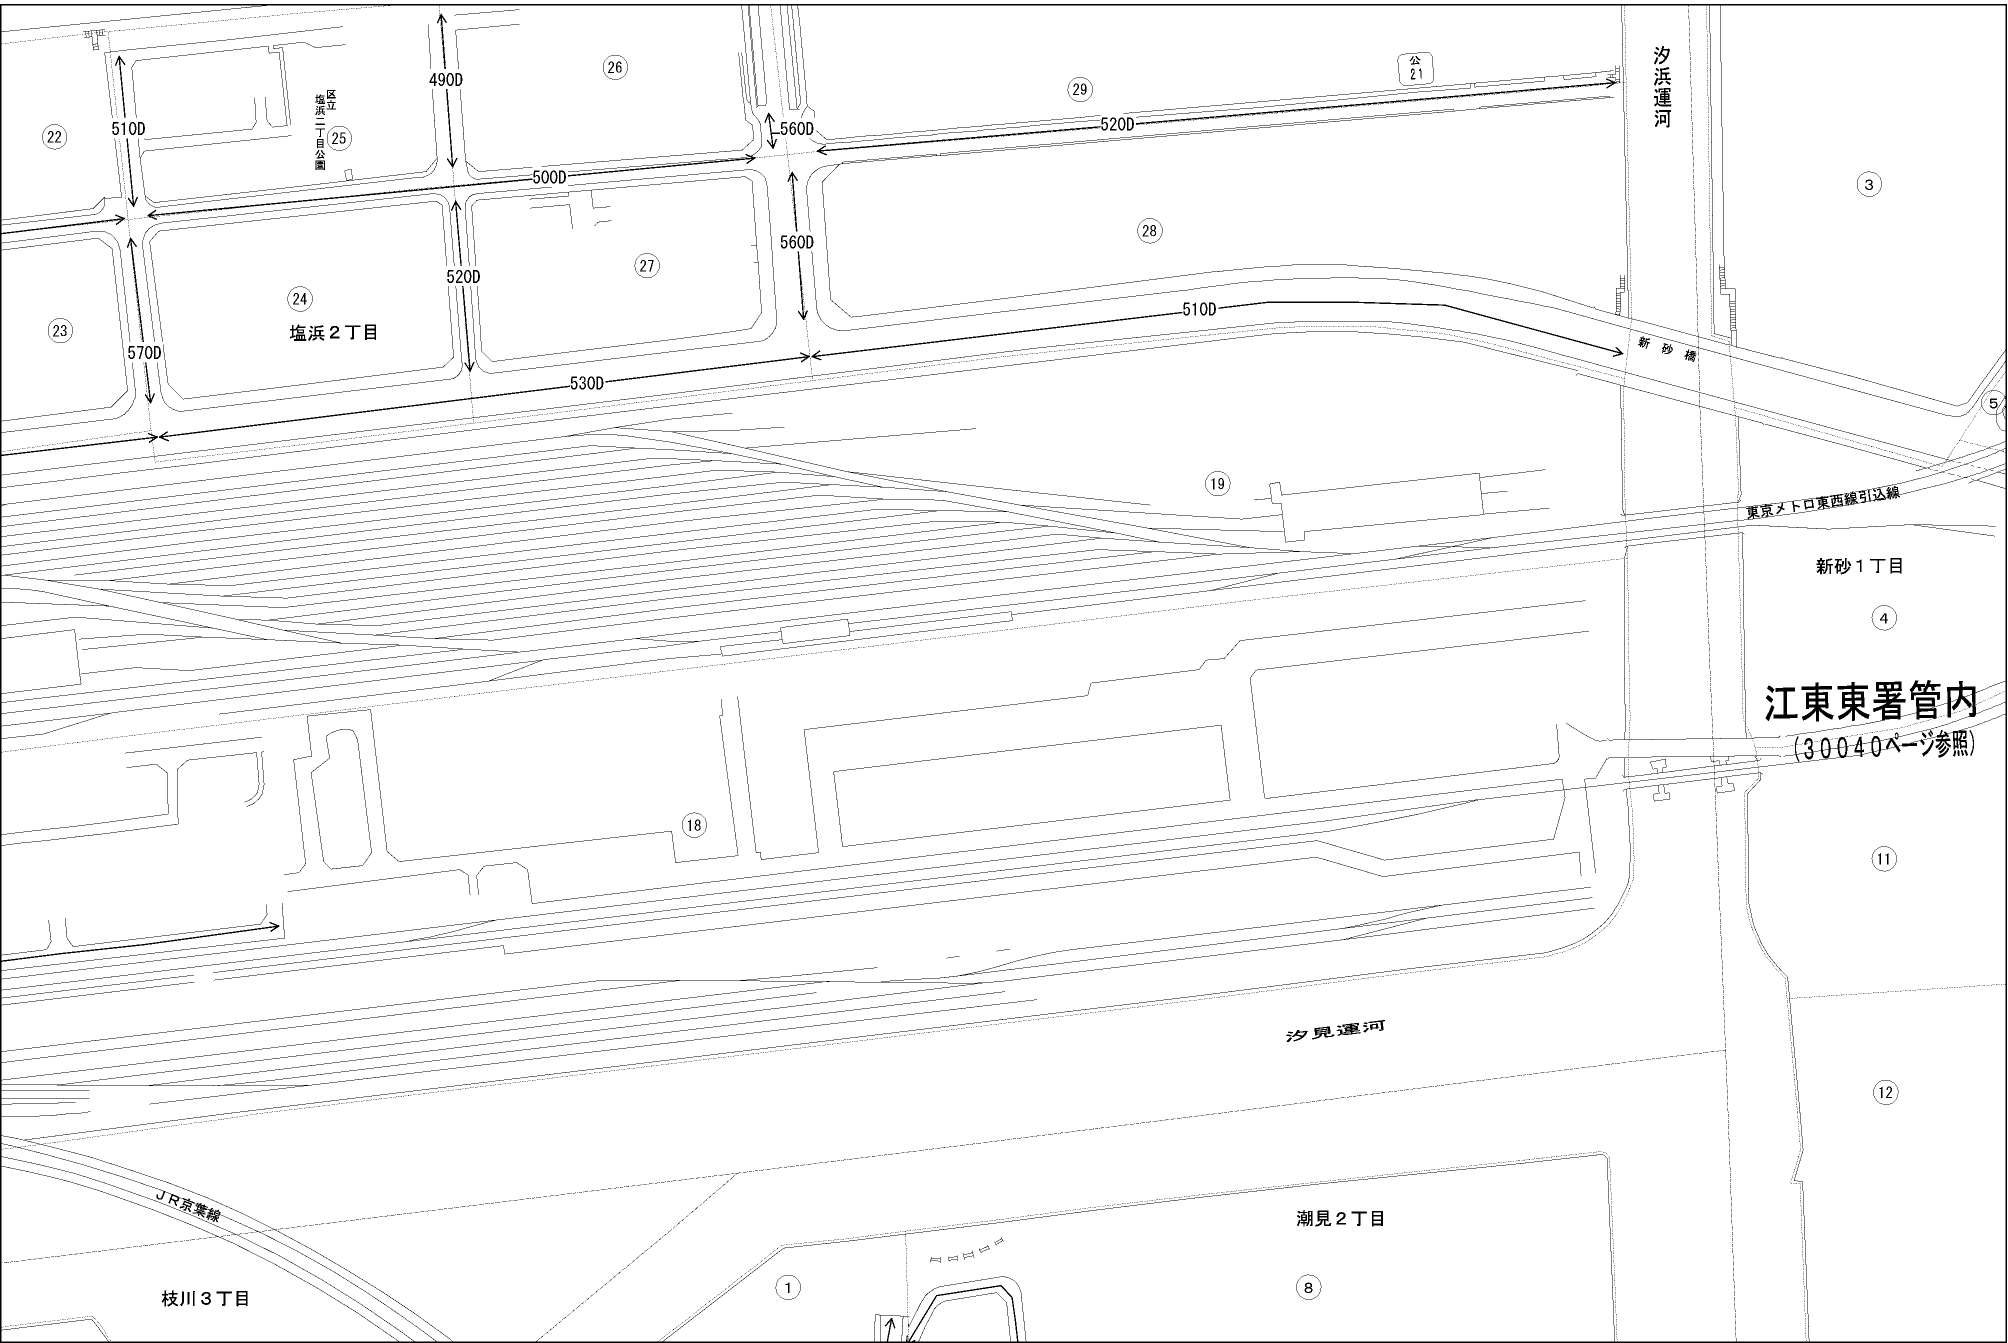 490D
26
公
21
29
汐浜運河
区立
塩浜二丁目公園
22
510D
25
560D
520D
3
500D
28
560D
27
520D
24
23
塩浜2丁目
570D
510D
新砂橋
530D
5
19
東京メトロ東西線引込線
新砂1丁目
4
江東東署管内
(30040ページ参照)
18
11
汐見運河
12
JR京葉線
潮見2丁目
枝川3丁目
1
8